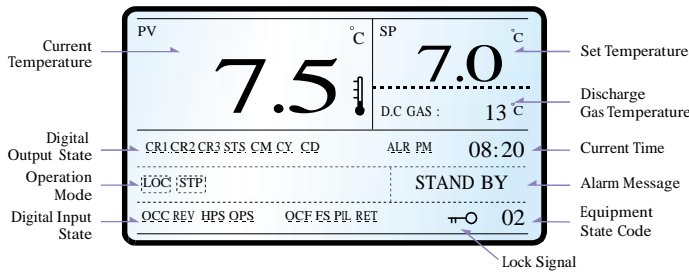 PV
°C
SP
°C
Current
Temperature
7.5
7.0
Set Temperature
D.C GAS :
13 °C
Discharge
Gas Temperature
Digital
Output State
CR1 CR2 CR3 STS CM CY CD
ALR PM
08:20
Current Time
Operation
Mode
LOC STP
STAND BY
Alarm Message
Digital Input
State
OCC REV HPS OPS
OCF FS PIL RET
02
Equipment
State Code
Lock Signal